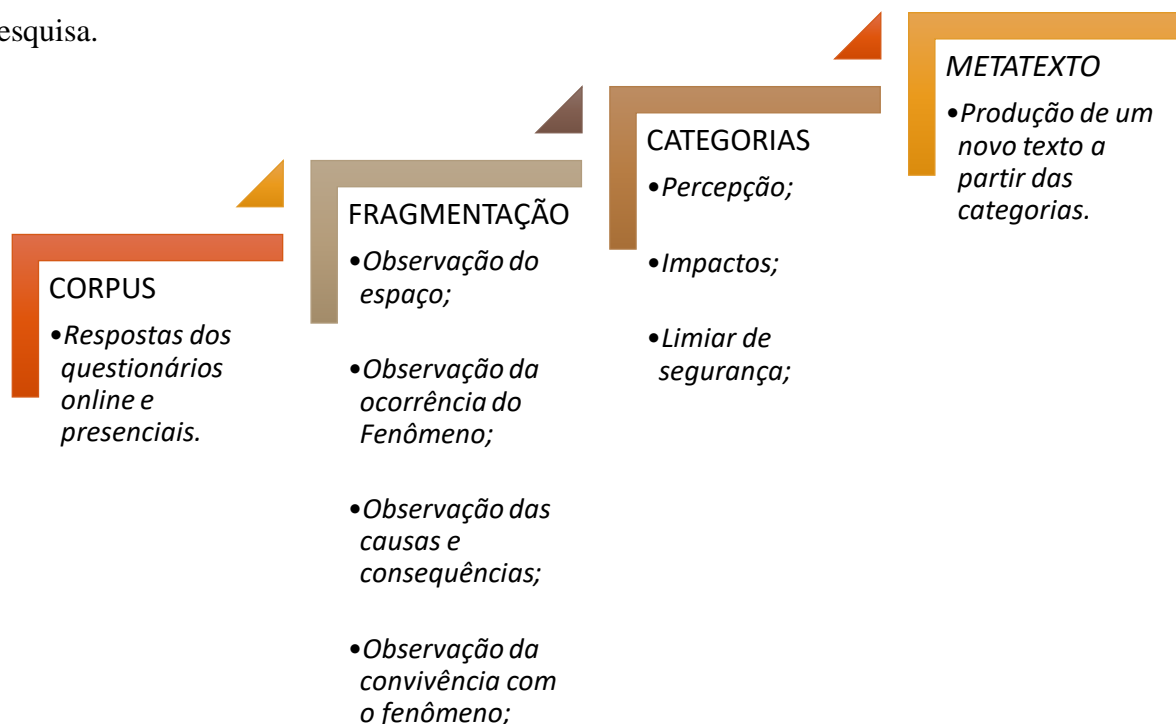 esquisa.
CORPUS
•Respostas dos
questionários
online e
presenciais.
FRAGMENTAÇÃO
•Observação do
espaço;
•Observação da
ocorrência do
Fenômeno;
•Observação das
causas e
consequências;
•Observação da
convivência com
o fenômeno;
CATEGORIAS
•Percepção;
•Impactos;
•Limiar de
segurança;
METATEXTO
•Produção de um
novo texto a
partir das
categorias.